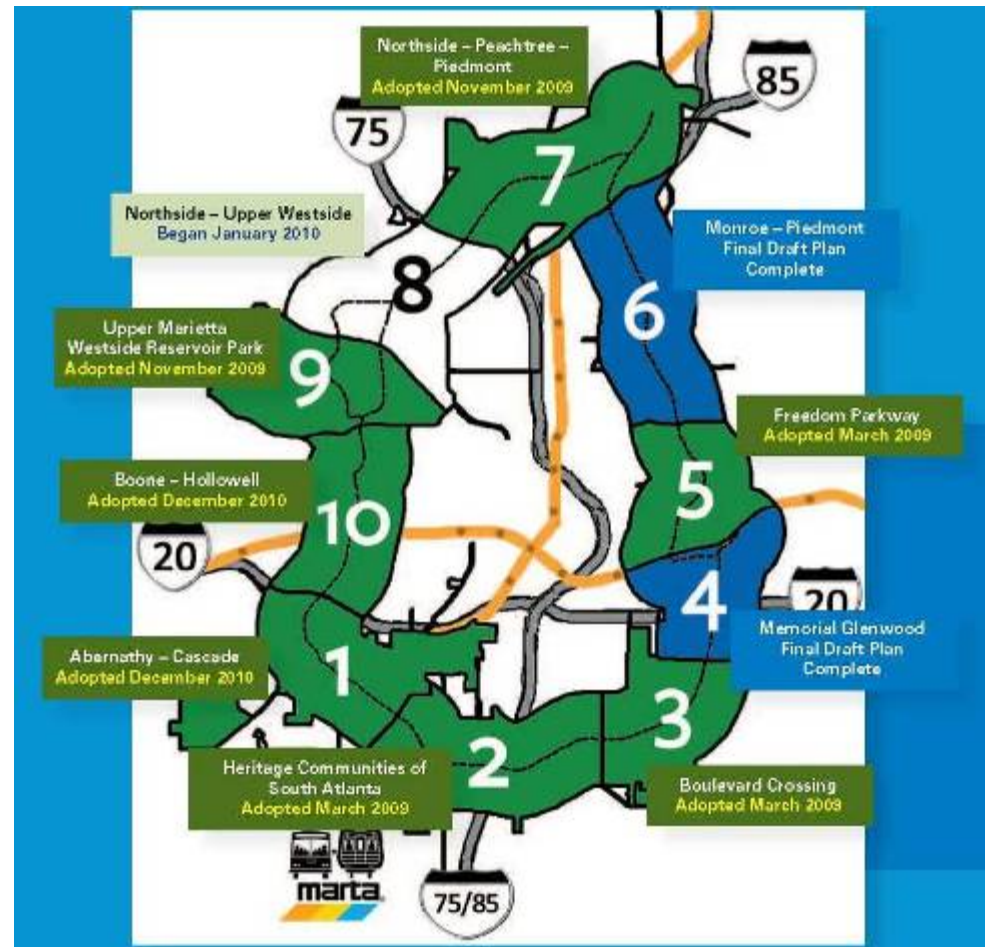 Northside – Peachtree –
Piedmont
Adopted November 2009
85
75
7
Northside – Upper Westside
Began January 2010
Monroe – Piedmont
Final Draft Plan
Complete
8
6
Upper Marietta
Westside Reservoir Park
Adopted November 2009
9
Freedom Parkway
Adopted March 2009
Boone – Hollowell
Adopted December 2010
5
10
20
4
20
Memorial Glenwood
Final Draft Plan
Complete
Abernathy – Cascade
Adopted December 2010
1
3
2
Heritage Communities of
South Atlanta
Adopted March 2009
Boulevard Crossing
Adopted March 2009
marta
75/85